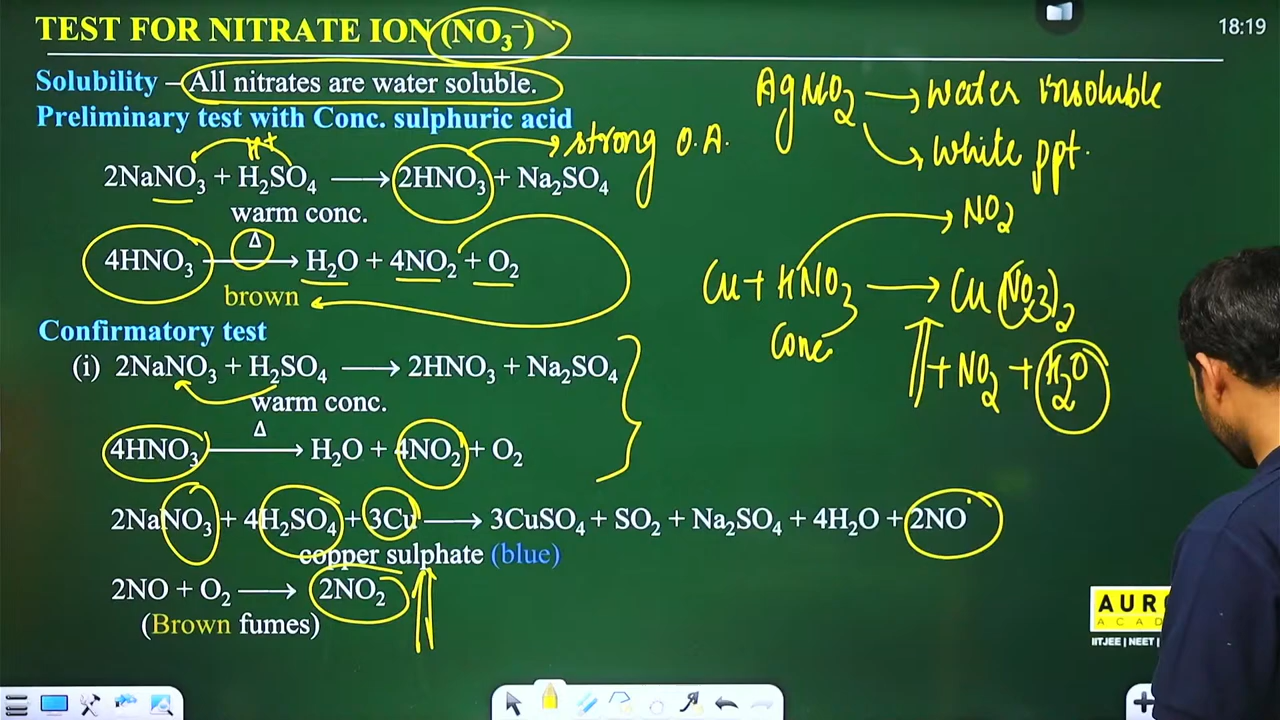 TEST FOR NITRATE ION (NO₃⁻)
18:19
Solubility – All nitrates are water soluble.
Preliminary test with Conc. sulphuric acid
H⁺
2NaNO₃ + H₂SO₄ ⟶ 2HNO₃ + Na₂SO₄
warm conc.
strong O.A.
4HNO₃ ⟶ H₂O + 4NO₂ + O₂
Δ
brown
Confirmatory test
(i) 2NaNO₃ + H₂SO₄ ⟶ 2HNO₃ + Na₂SO₄
warm conc.
Δ
4HNO₃ ⟶ H₂O + 4NO₂ + O₂
2NaNO₃ + 4H₂SO₄ + 3Cu ⟶ 3CuSO₄ + SO₂ + Na₂SO₄ + 4H₂O + 2NO
copper sulphate (blue)
2NO + O₂ ⟶ 2NO₂
(Brown fumes)
AgNO₂ ⟶ water insoluble
white ppt.
NO₂
Cu + HNO₃ ⟶ Cu(NO₃)₂
Conc
+ NO₂ + H₂O
IITJEE | NEET |